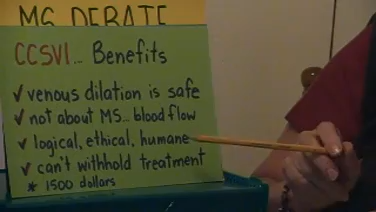 MS DEBATE
CCSVI... Benefits
✓ venous dilation is safe
✓ not about MS... blood flow
✓ logical, ethical, humane
✓ can't withhold treatment
* 1500 dollars